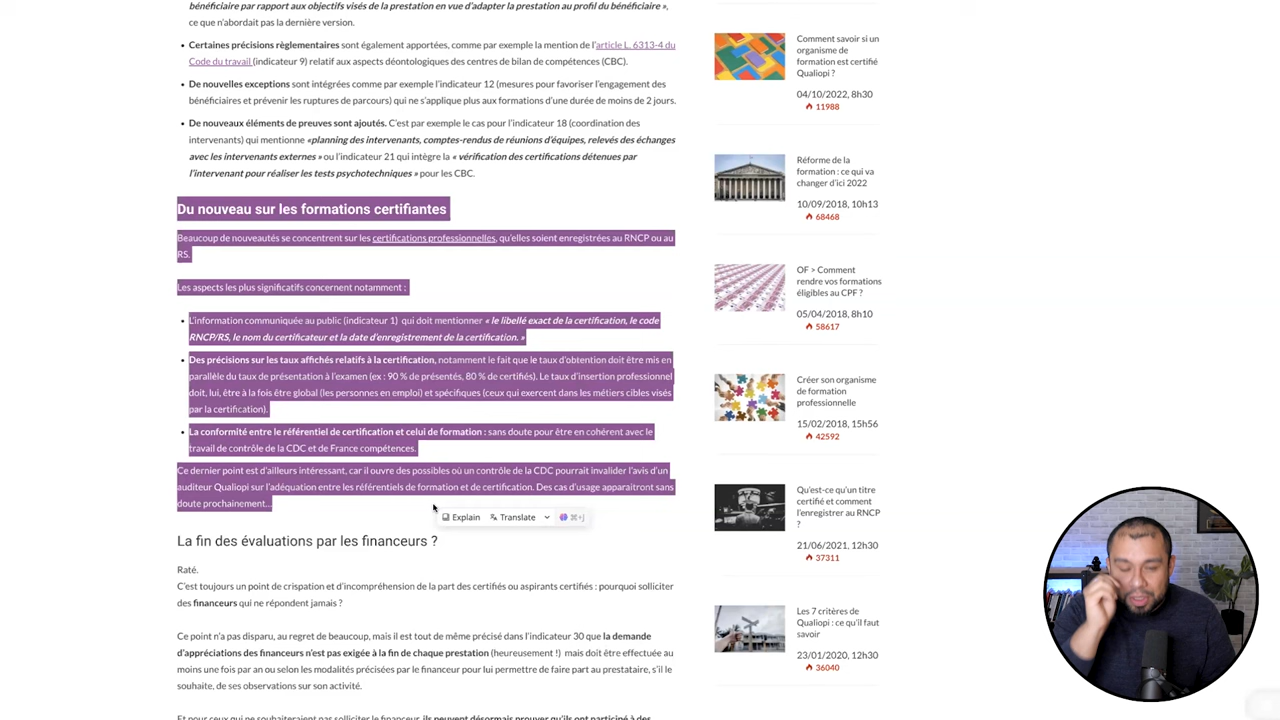 bénéficiaire par rapport aux objectifs visés de la prestation en vue d'adapter la prestation au profil du bénéficiaire »,
ce que n'abordait pas la dernière version.
• Certaines précisions règlementaires sont également apportées, comme par exemple la mention de l'article L. 6313-4 du
Code du travail (indicateur 9) relatif aux aspects déontologiques des centres de bilan de compétences (CBC).
• De nouvelles exceptions sont intégrées comme par exemple l'indicateur 12 (mesures pour favoriser l'engagement des
bénéficiaires et prévenir les ruptures de parcours) qui ne s'applique plus aux formations d'une durée de moins de 2 jours.
• De nouveaux éléments de preuves sont ajoutés. C'est par exemple le cas pour l'indicateur 18 (coordination des
intervenants) qui mentionne «planning des intervenants, comptes-rendus de réunions d'équipes, relevés des échanges
avec les intervenants externes » ou l'indicateur 21 qui intègre la « vérification des certifications détenues par
l'intervenant pour réaliser les tests psychotechniques » pour les CBC.
Du nouveau sur les formations certifiantes
Beaucoup de nouveautés se concentrent sur les certifications professionnelles, qu'elles soient enregistrées au RNCP ou au
RS.
Les aspects les plus significatifs concernent notamment :
• L'information communiquée au public (indicateur 1) qui doit mentionner « le libellé exact de la certification, le code
RNCP/RS, le nom du certificateur et la date d'enregistrement de la certification. »
• Des précisions sur les taux affichés relatifs à la certification, notamment le fait que le taux d'obtention doit être mis en
parallèle du taux de présentation à l'examen (ex : 90 % de présentés, 80 % de certifiés). Le taux d'insertion professionnel
doit, lui, être à la fois être global (les personnes en emploi) et spécifiques (ceux qui exercent dans les métiers cibles visés
par la certification).
• La conformité entre le référentiel de certification et celui de formation : sans doute pour être en cohérent avec le
travail de contrôle de la CDC et de France compétences.
Ce dernier point est d'ailleurs intéressant, car il ouvre des possibles où un contrôle de la CDC pourrait invalider l'avis d'un
auditeur Qualiopi sur l'adéquation entre les référentiels de formation et de certification. Des cas d'usage apparaîtront sans
doute prochainement...
Explain Translate ⌘+J
La fin des évaluations par les financeurs ?
Raté.
C'est toujours un point de crispation et d'incompréhension de la part des certifiés ou aspirants certifiés : pourquoi solliciter
des financeurs qui ne répondent jamais ?
Ce point n'a pas disparu, au regret de beaucoup, mais il est tout de même précisé dans l'indicateur 30 que la demande
d'appréciations des financeurs n'est pas exigée à la fin de chaque prestation (heureusement !) mais doit être effectuée au
moins une fois par an ou selon les modalités précisées par le financeur pour lui permettre de faire part au prestataire, s'il le
souhaite, de ses observations sur son activité.
Et pour ceux qui ne souhaiteraient pas solliciter le financeur, ils peuvent désormais prouver qu'ils ont participé à des
Comment savoir si un
organisme de
formation est certifié
Qualiopi ?
04/10/2022, 8h30
11988
Réforme de la
formation : ce qui va
changer d'ici 2022
10/09/2018, 10h13
68468
OF > Comment
rendre vos formations
éligibles au CPF ?
05/04/2018, 8h10
58617
Créer son organisme
de formation
professionnelle
15/02/2018, 15h56
42592
Qu'est-ce qu'un titre
certifié et comment
l'enregistrer au RNCP
?
21/06/2021, 12h30
37311
Les 7 critères de
Qualiopi : ce qu'il faut
savoir
23/01/2020, 12h30
36040